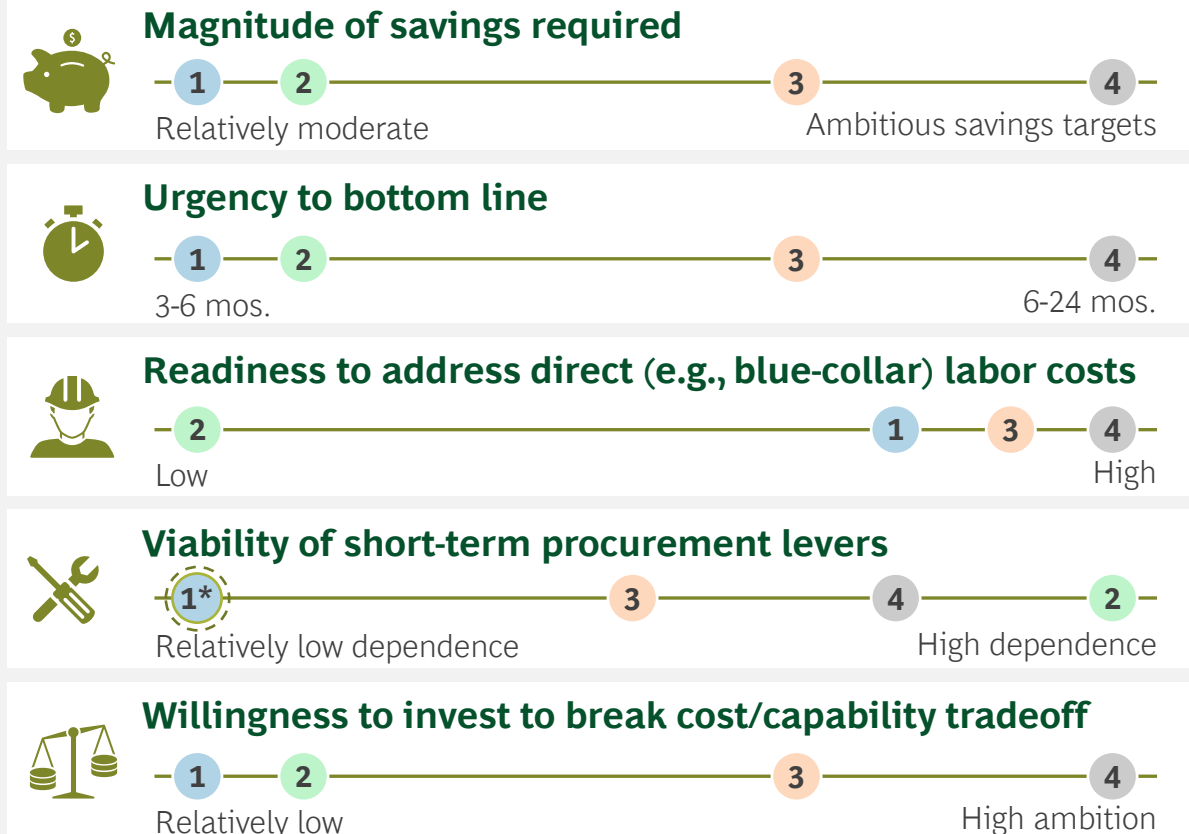 $
Magnitude of savings required
1 2 3 4
Relatively moderate Ambitious savings targets
Urgency to bottom line
1 2 3 4
3-6 mos. 6-24 mos.
Readiness to address direct (e.g., blue-collar) labor costs
2 1 3 4
Low High
Viability of short-term procurement levers
1* 3 4 2
Relatively low dependence High dependence
Willingness to invest to break cost/capability tradeoff
1 2 3 4
Relatively low High ambition